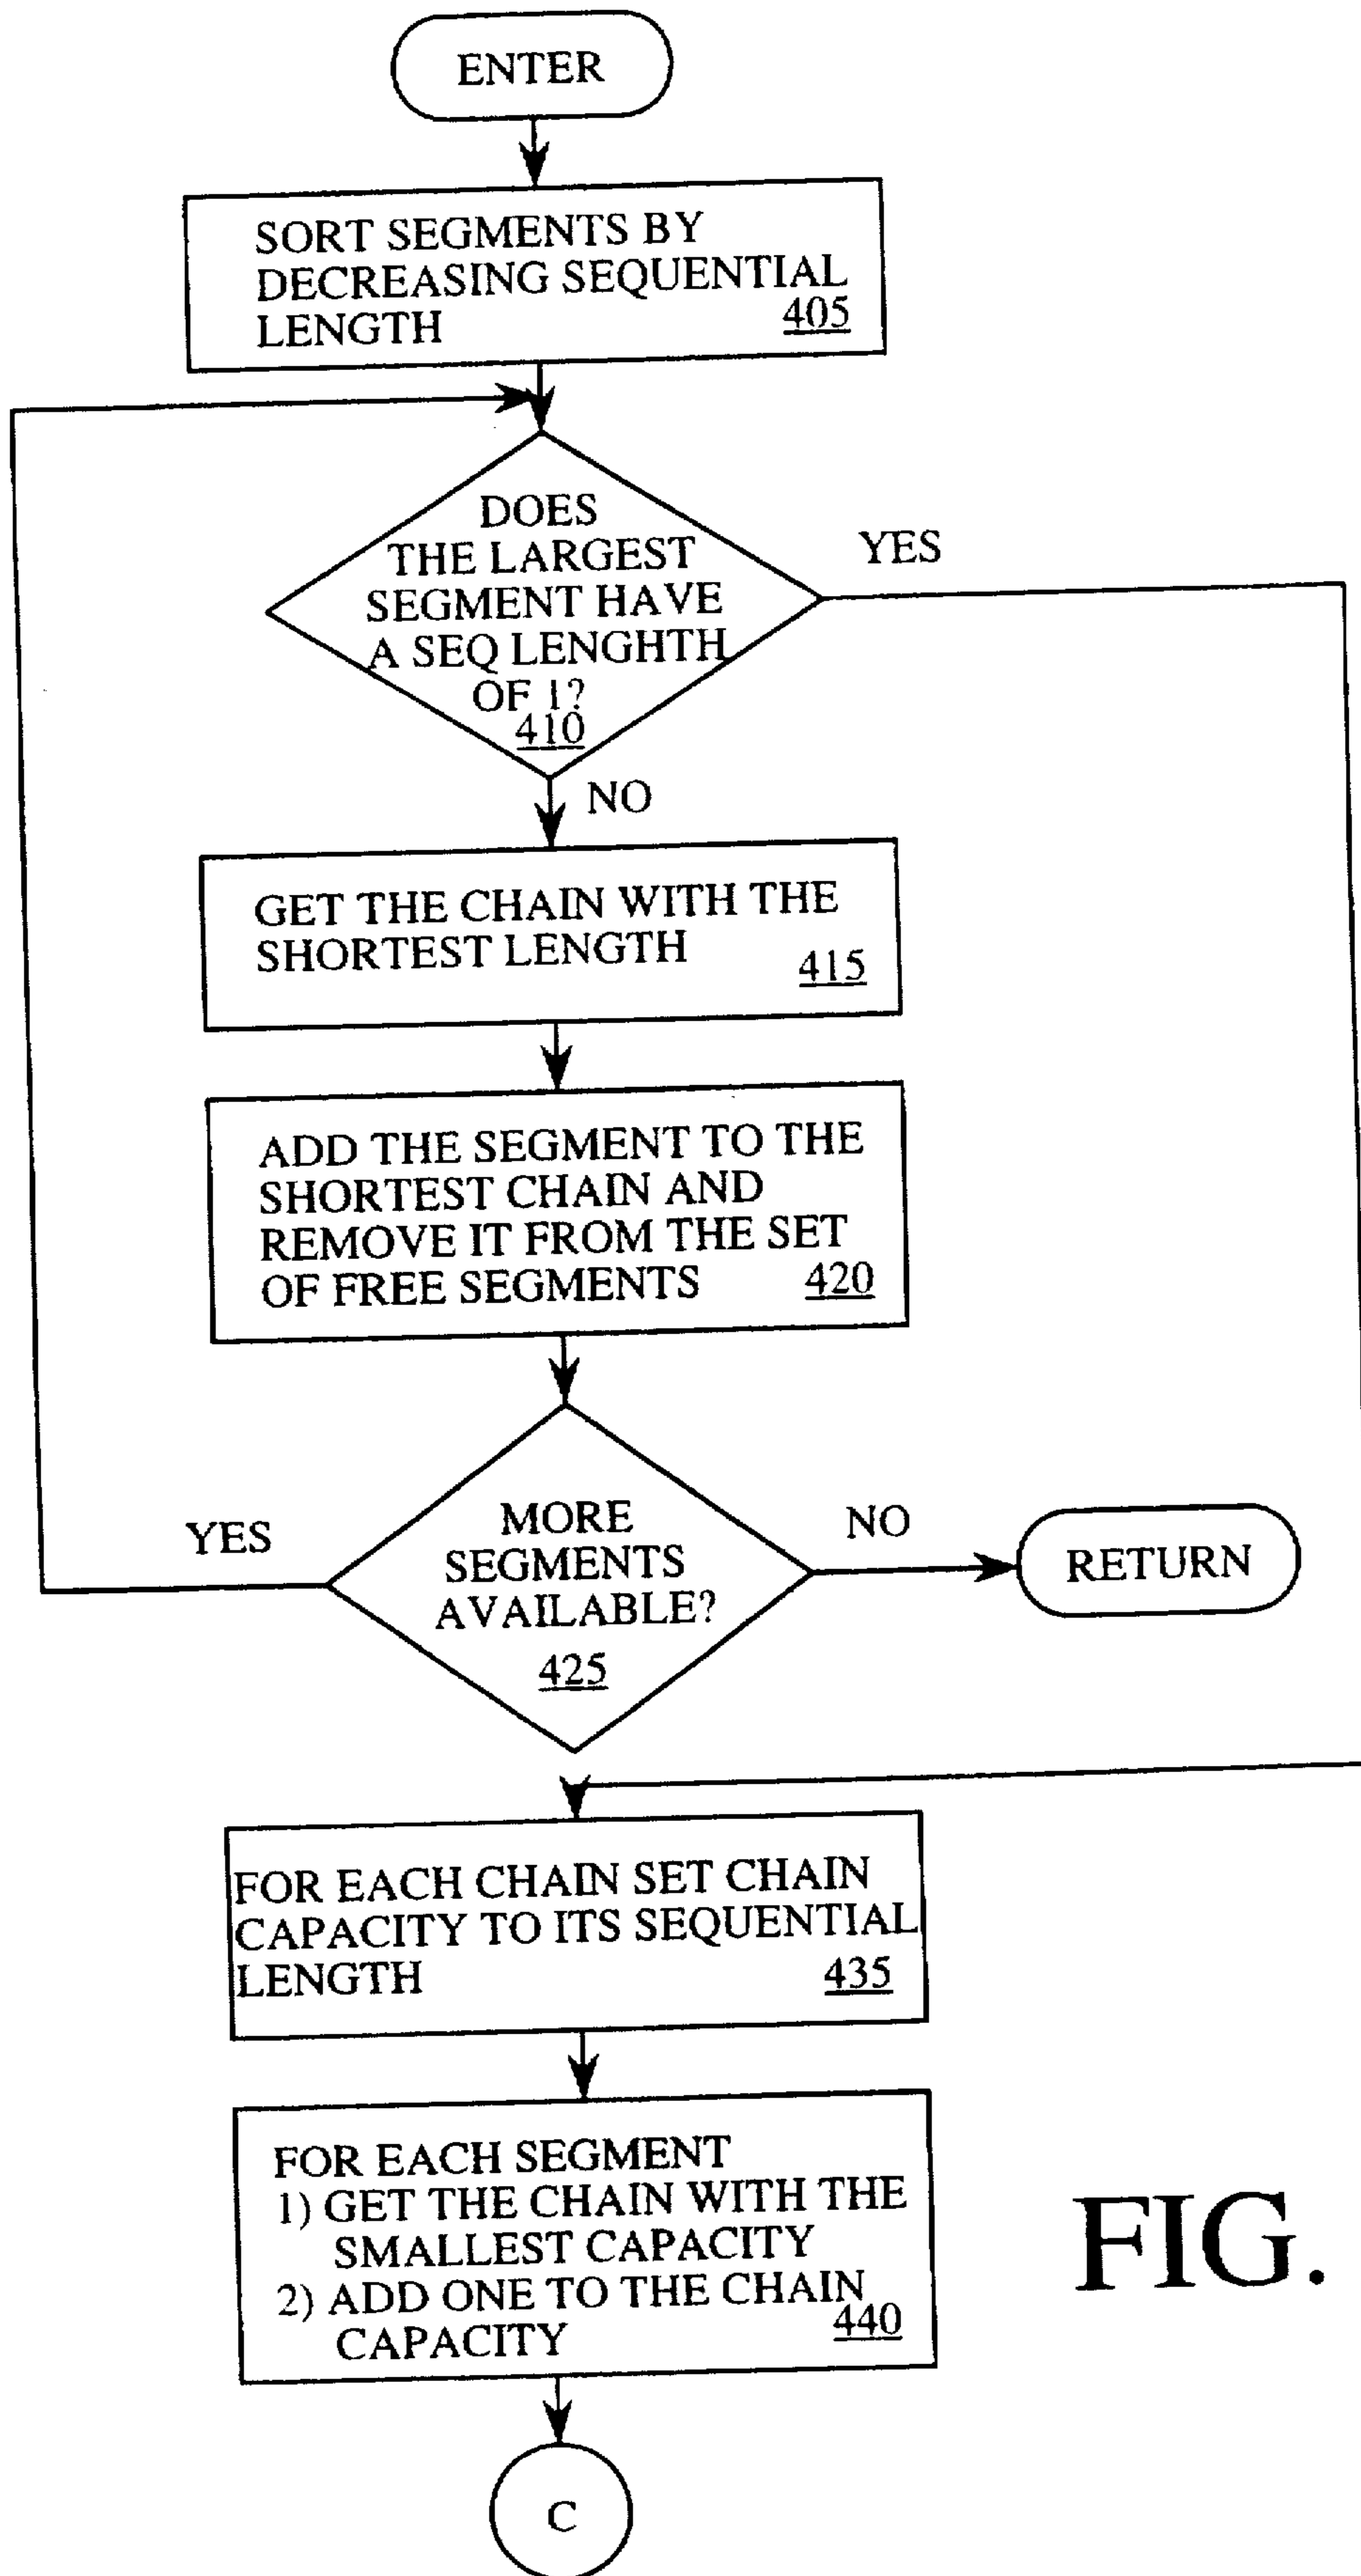 ENTER
SORT SEGMENTS BY
DECREASING SEQUENTIAL
LENGTH 405
DOES
THE LARGEST
SEGMENT HAVE
A SEQ LENGHTH
OF 1?
410
YES
NO
GET THE CHAIN WITH THE
SHORTEST LENGTH 415
ADD THE SEGMENT TO THE
SHORTEST CHAIN AND
REMOVE IT FROM THE SET
OF FREE SEGMENTS 420
YES
MORE
SEGMENTS
AVAILABLE?
425
NO
RETURN
FOR EACH CHAIN SET CHAIN
CAPACITY TO ITS SEQUENTIAL
LENGTH 435
FOR EACH SEGMENT
1) GET THE CHAIN WITH THE
SMALLEST CAPACITY
2) ADD ONE TO THE CHAIN
CAPACITY 440
FIG.
C